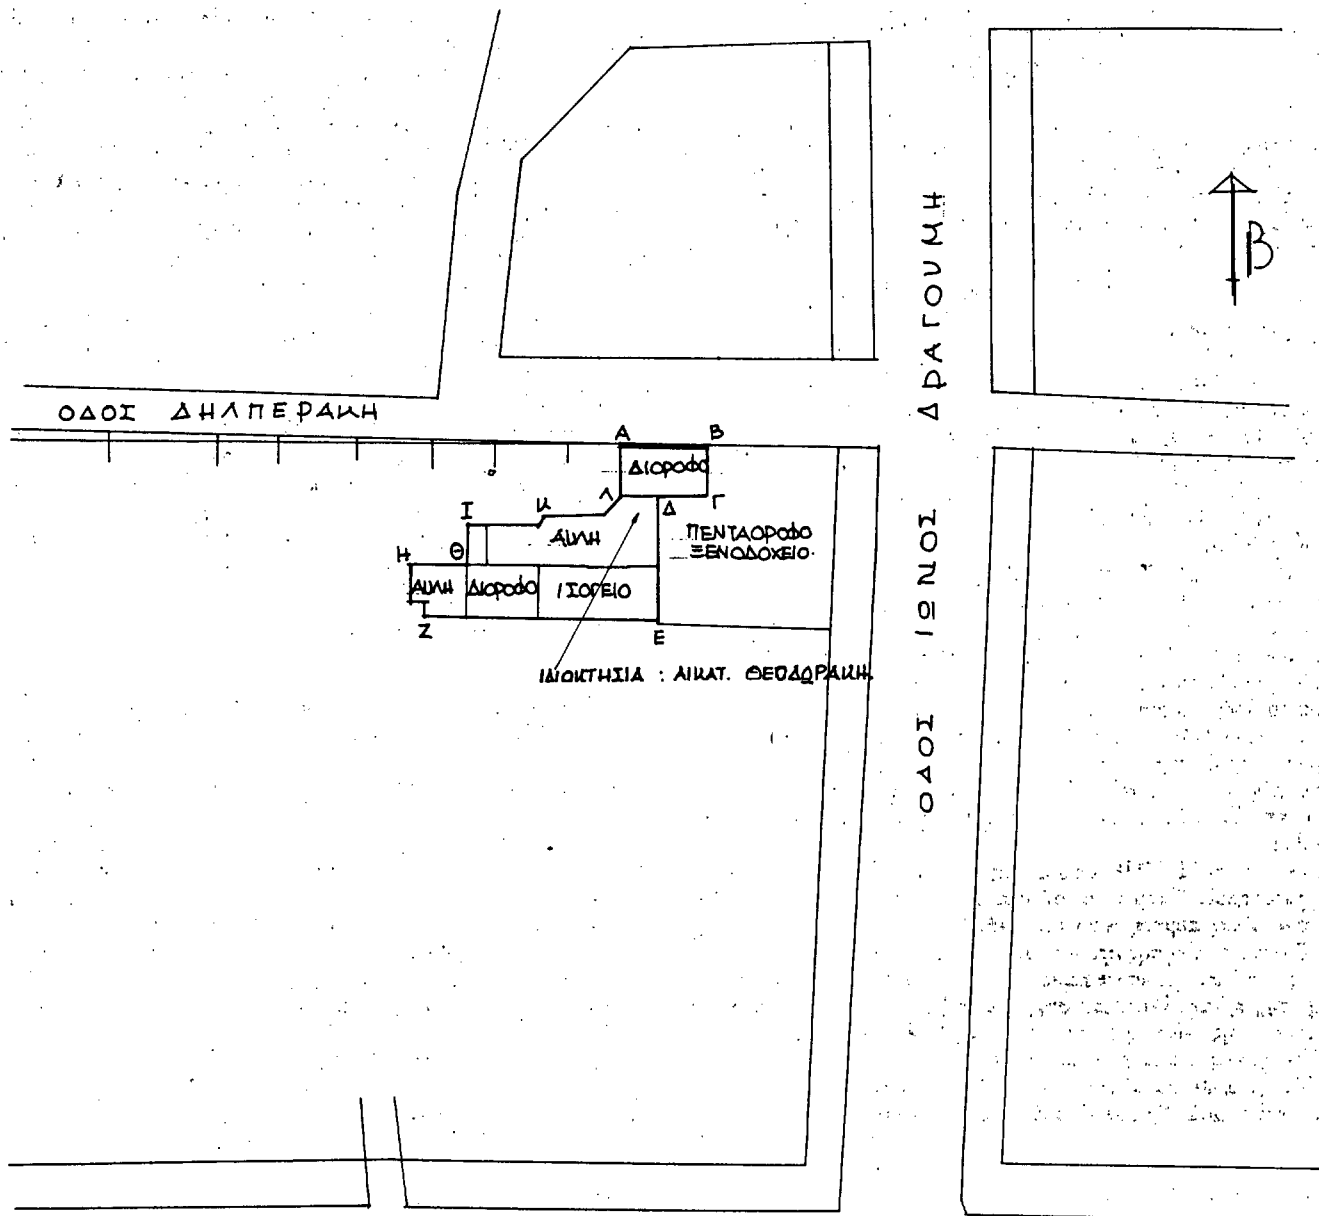 Β
ΟΔΟΣ ΔΗΛΠΕΡΑΚΗ
ΟΔΟΣ ΙΩΝΟΣ ΔΡΑΓΟΥΜΗ
Α
Β
ΔΙΟΡΟΦΟ
Λ
Δ
Γ
Ι
Κ
ΑΥΛΗ
ΠΕΝΤΑΟΡΟΦΟ
ΞΕΝΟΔΟΧΕΙΟ.
Η
Θ
ΑΥΛΗ
ΔΙΟΡΟΦΟ
ΙΣΟΓΕΙΟ
Ζ
Ε
ΙΔΙΟΚΤΗΣΙΑ : ΑΙΚΑΤ. ΘΕΟΔΩΡΑΚΗ.